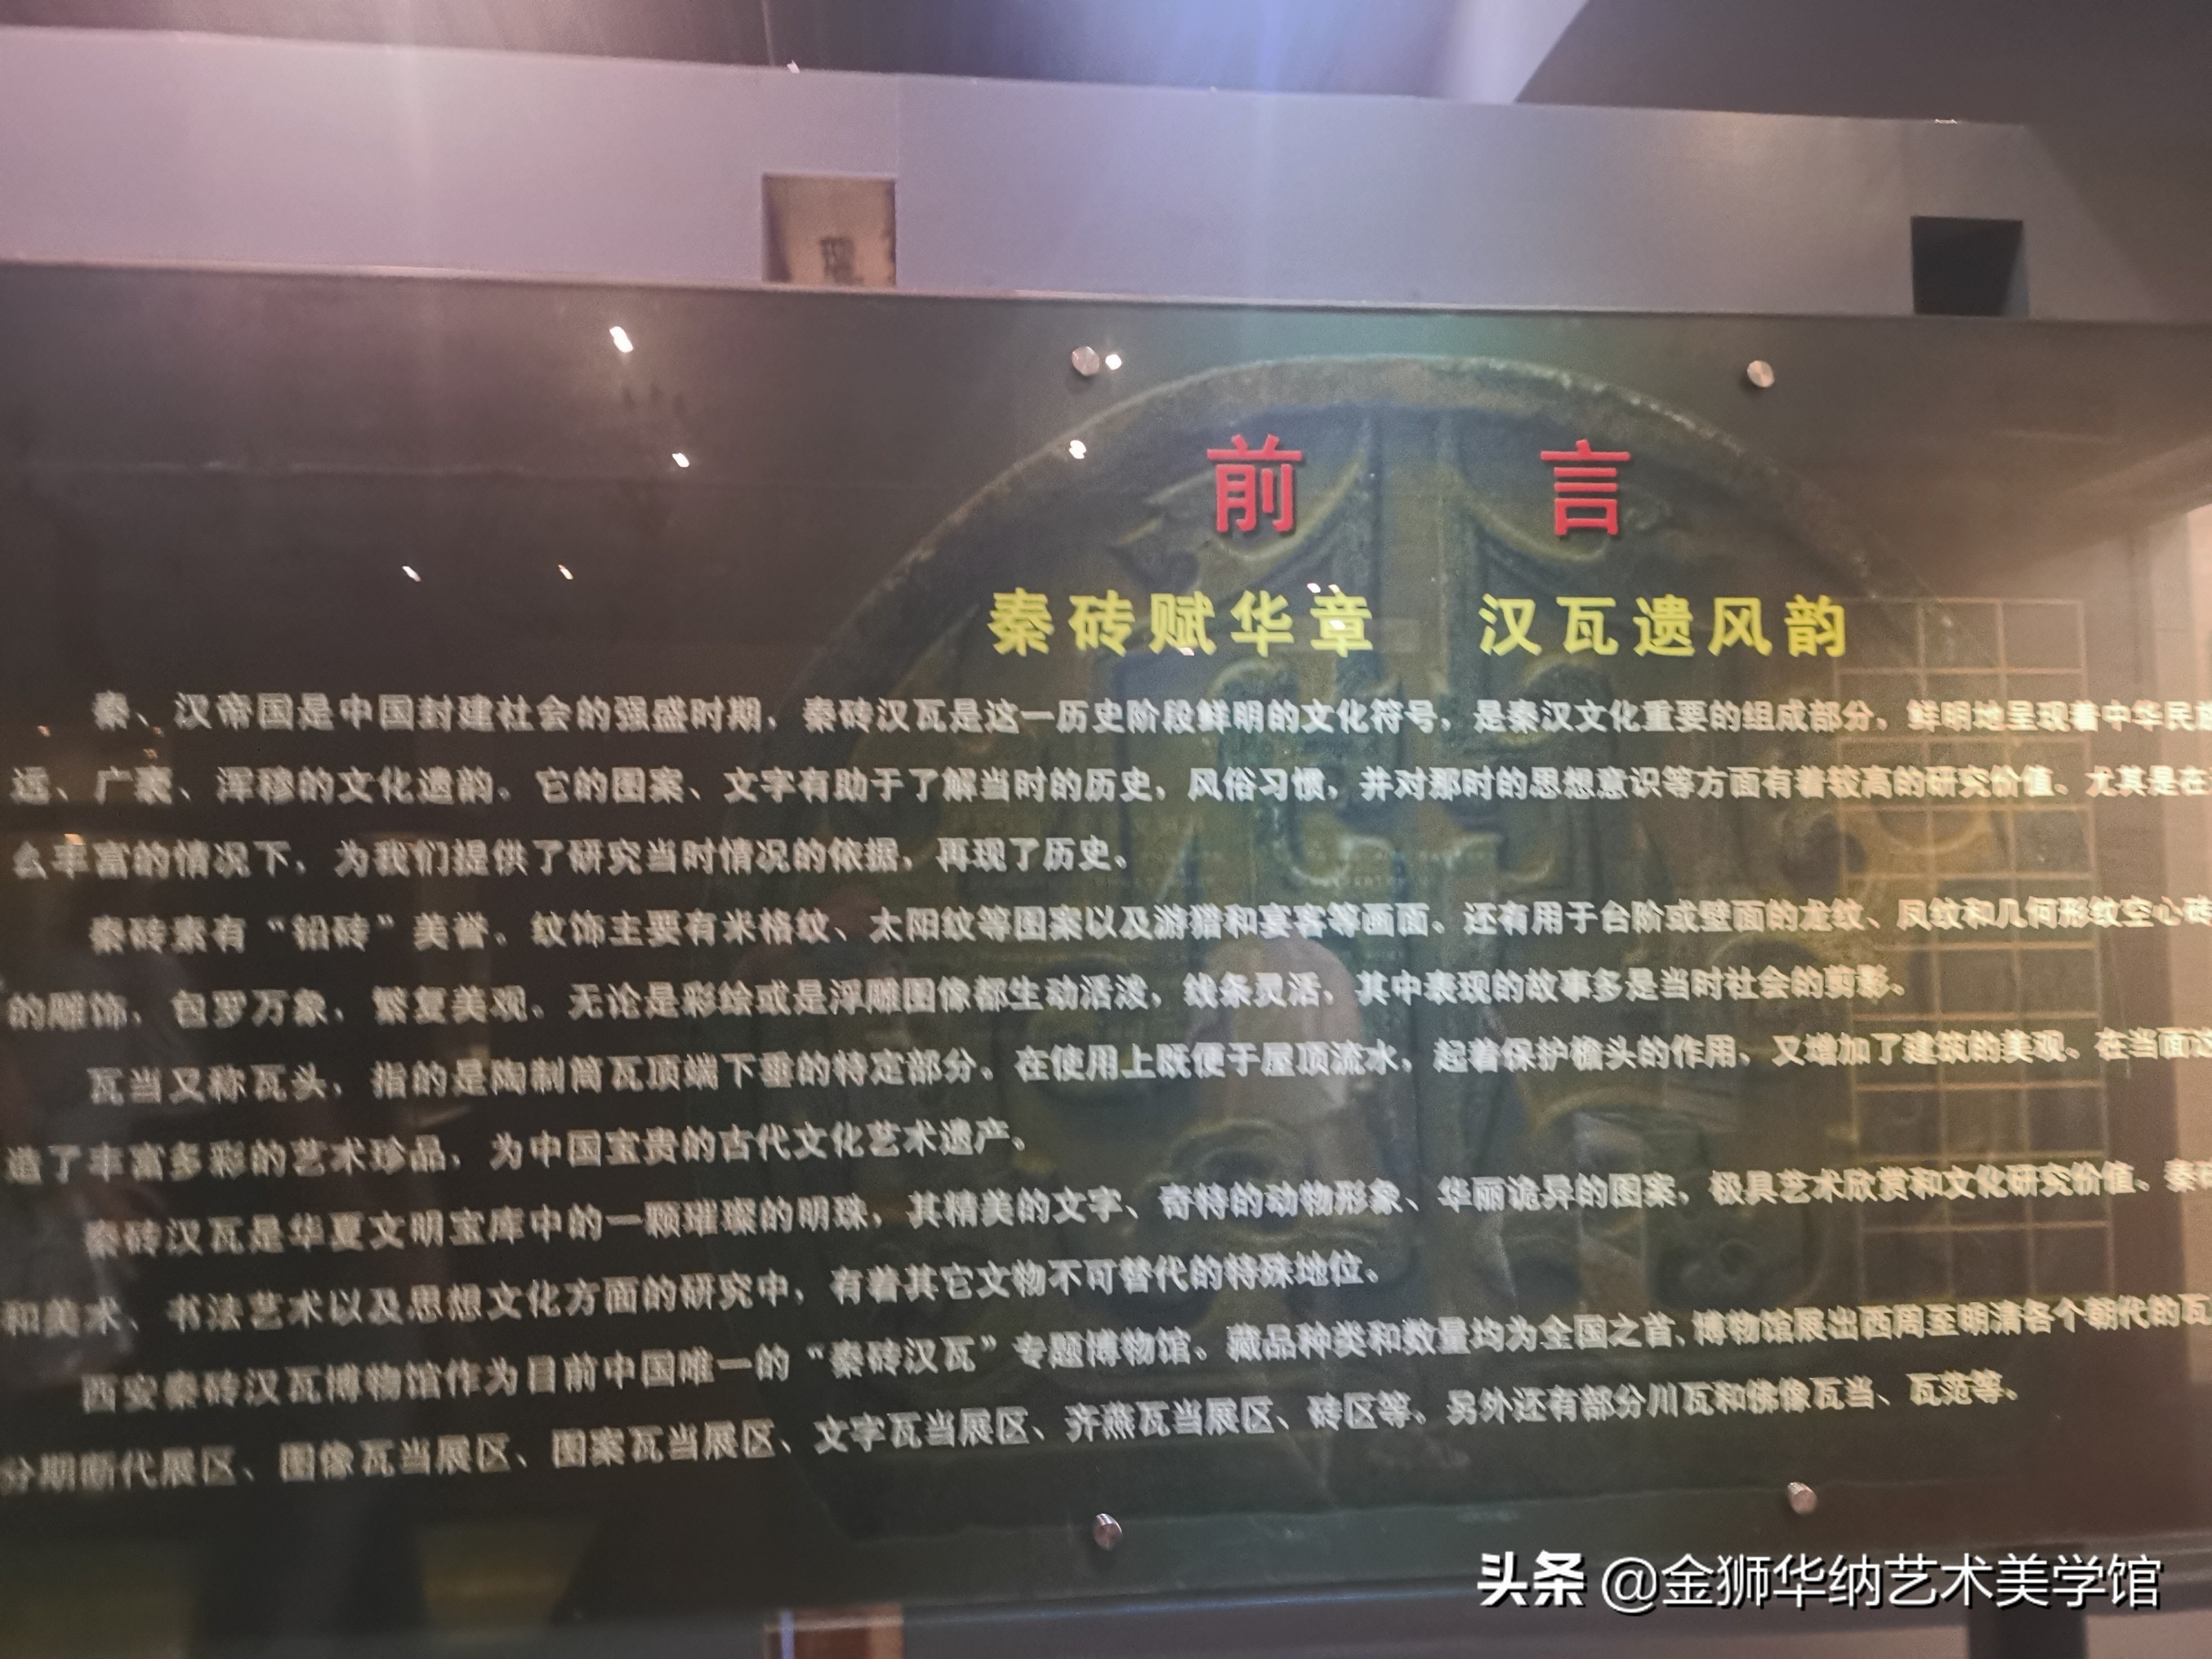 前 言
秦砖赋华章 汉瓦遗风韵
秦、汉帝国是中国封建社会的强盛时期，秦砖汉瓦是这一历史阶段鲜明的文化符号，是秦汉文化重要的组成部分，鲜明地呈现着中华民
远、广袤、浑穆的文化遗韵。它的图案、文字有助于了解当时的历史，风俗习惯，并对那时的思想意识等方面有着较高的研究价值。尤其是在
么丰富的情况下，为我们提供了研究当时情况的依据，再现了历史。
秦砖素有“铅砖”美誉。纹饰主要有米格纹、太阳纹等图案以及游猎和宴客等画面。还有用于台阶或壁面的龙纹、凤纹和几何形纹空心砖
的雕饰，包罗万象，繁复美观。无论是彩绘或是浮雕图像都生动活泼，线条灵活，其中表现的故事多是当时社会的剪影。
瓦当又称瓦头，指的是陶制筒瓦顶端下垂的特定部分。在使用上既便于屋顶流水，起着保护檐头的作用，又增加了建筑的美观。在当面
造了丰富多彩的艺术珍品，为中国宝贵的古代文化艺术遗产。
秦砖汉瓦是华夏文明宝库中的一颗璀璨的明珠，其精美的文字、奇特的动物形象、华丽诡异的图案，极具艺术欣赏和文化研究价值。秦
和美术、书法艺术以及思想文化方面的研究中，有着其它文物不可替代的特殊地位。
西安秦砖汉瓦博物馆作为目前中国唯一的“秦砖汉瓦”专题博物馆。藏品种类和数量均为全国之首，博物馆展出西周至明清各个朝代的瓦
分期断代展区、图像瓦当展区、图案瓦当展区、文字瓦当展区、齐燕瓦当展区、砖区等。另外还有部分川瓦和佛像瓦当、瓦范等。
头条 @金狮华纳艺术美学馆